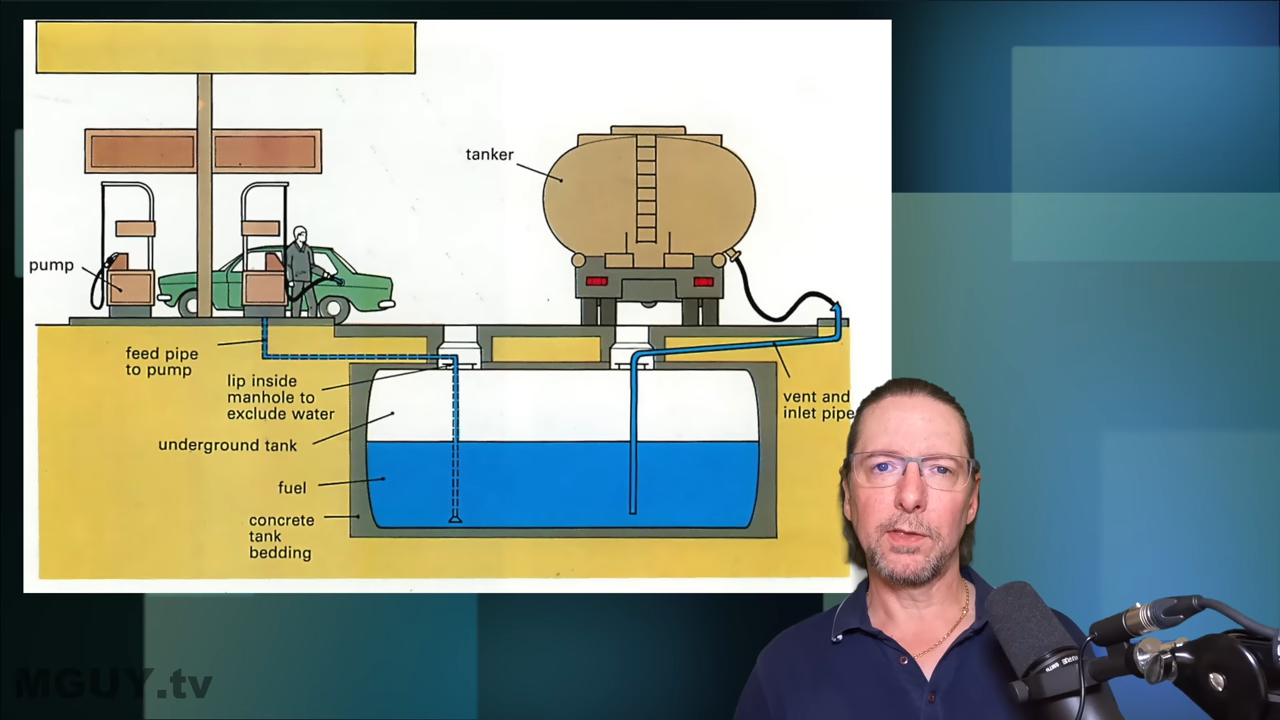 tanker
pump
feed pipe
to pump
lip inside
manhole to
exclude water
vent and
inlet pipe
underground tank
fuel
concrete
tank
bedding
MGUY.tv